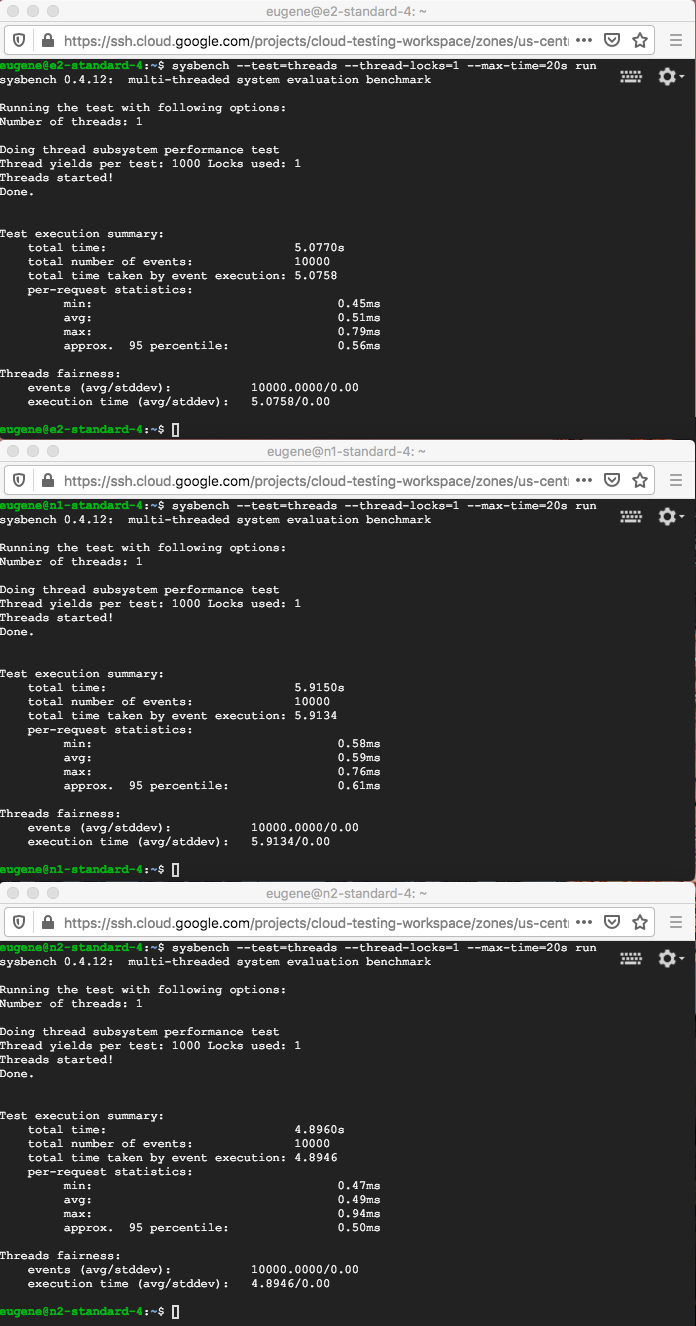 eugene@e2-standard-4: ~
https://ssh.cloud.google.com/projects/cloud-testing-workspace/zones/us-cent
eugene@e2-standard-4:~$ sysbench --test=threads --thread-locks=1 --max-time=20s run
sysbench 0.4.12:  multi-threaded system evaluation benchmark
Running the test with following options:
Number of threads: 1
Doing thread subsystem performance test
Thread yields per test: 1000 Locks used: 1
Threads started!
Done.
Test execution summary:
    total time:                          5.0770s
    total number of events:              10000
    total time taken by event execution: 5.0758
    per-request statistics:
         min:                                  0.45ms
         avg:                                  0.51ms
         max:                                  0.79ms
         approx.  95 percentile:               0.56ms
Threads fairness:
    events (avg/stddev):           10000.0000/0.00
    execution time (avg/stddev):   5.0758/0.00
eugene@e2-standard-4:~$
eugene@n1-standard-4: ~
https://ssh.cloud.google.com/projects/cloud-testing-workspace/zones/us-cent
eugene@n1-standard-4:~$ sysbench --test=threads --thread-locks=1 --max-time=20s run
sysbench 0.4.12:  multi-threaded system evaluation benchmark
Running the test with following options:
Number of threads: 1
Doing thread subsystem performance test
Thread yields per test: 1000 Locks used: 1
Threads started!
Done.
Test execution summary:
    total time:                          5.9150s
    total number of events:              10000
    total time taken by event execution: 5.9134
    per-request statistics:
         min:                                  0.58ms
         avg:                                  0.59ms
         max:                                  0.76ms
         approx.  95 percentile:               0.61ms
Threads fairness:
    events (avg/stddev):           10000.0000/0.00
    execution time (avg/stddev):   5.9134/0.00
eugene@n1-standard-4:~$
eugene@n2-standard-4: ~
https://ssh.cloud.google.com/projects/cloud-testing-workspace/zones/us-cent
eugene@n2-standard-4:~$ sysbench --test=threads --thread-locks=1 --max-time=20s run
sysbench 0.4.12:  multi-threaded system evaluation benchmark
Running the test with following options:
Number of threads: 1
Doing thread subsystem performance test
Thread yields per test: 1000 Locks used: 1
Threads started!
Done.
Test execution summary:
    total time:                          4.8960s
    total number of events:              10000
    total time taken by event execution: 4.8946
    per-request statistics:
         min:                                  0.47ms
         avg:                                  0.49ms
         max:                                  0.94ms
         approx.  95 percentile:               0.50ms
Threads fairness:
    events (avg/stddev):           10000.0000/0.00
    execution time (avg/stddev):   4.8946/0.00
eugene@n2-standard-4:~$